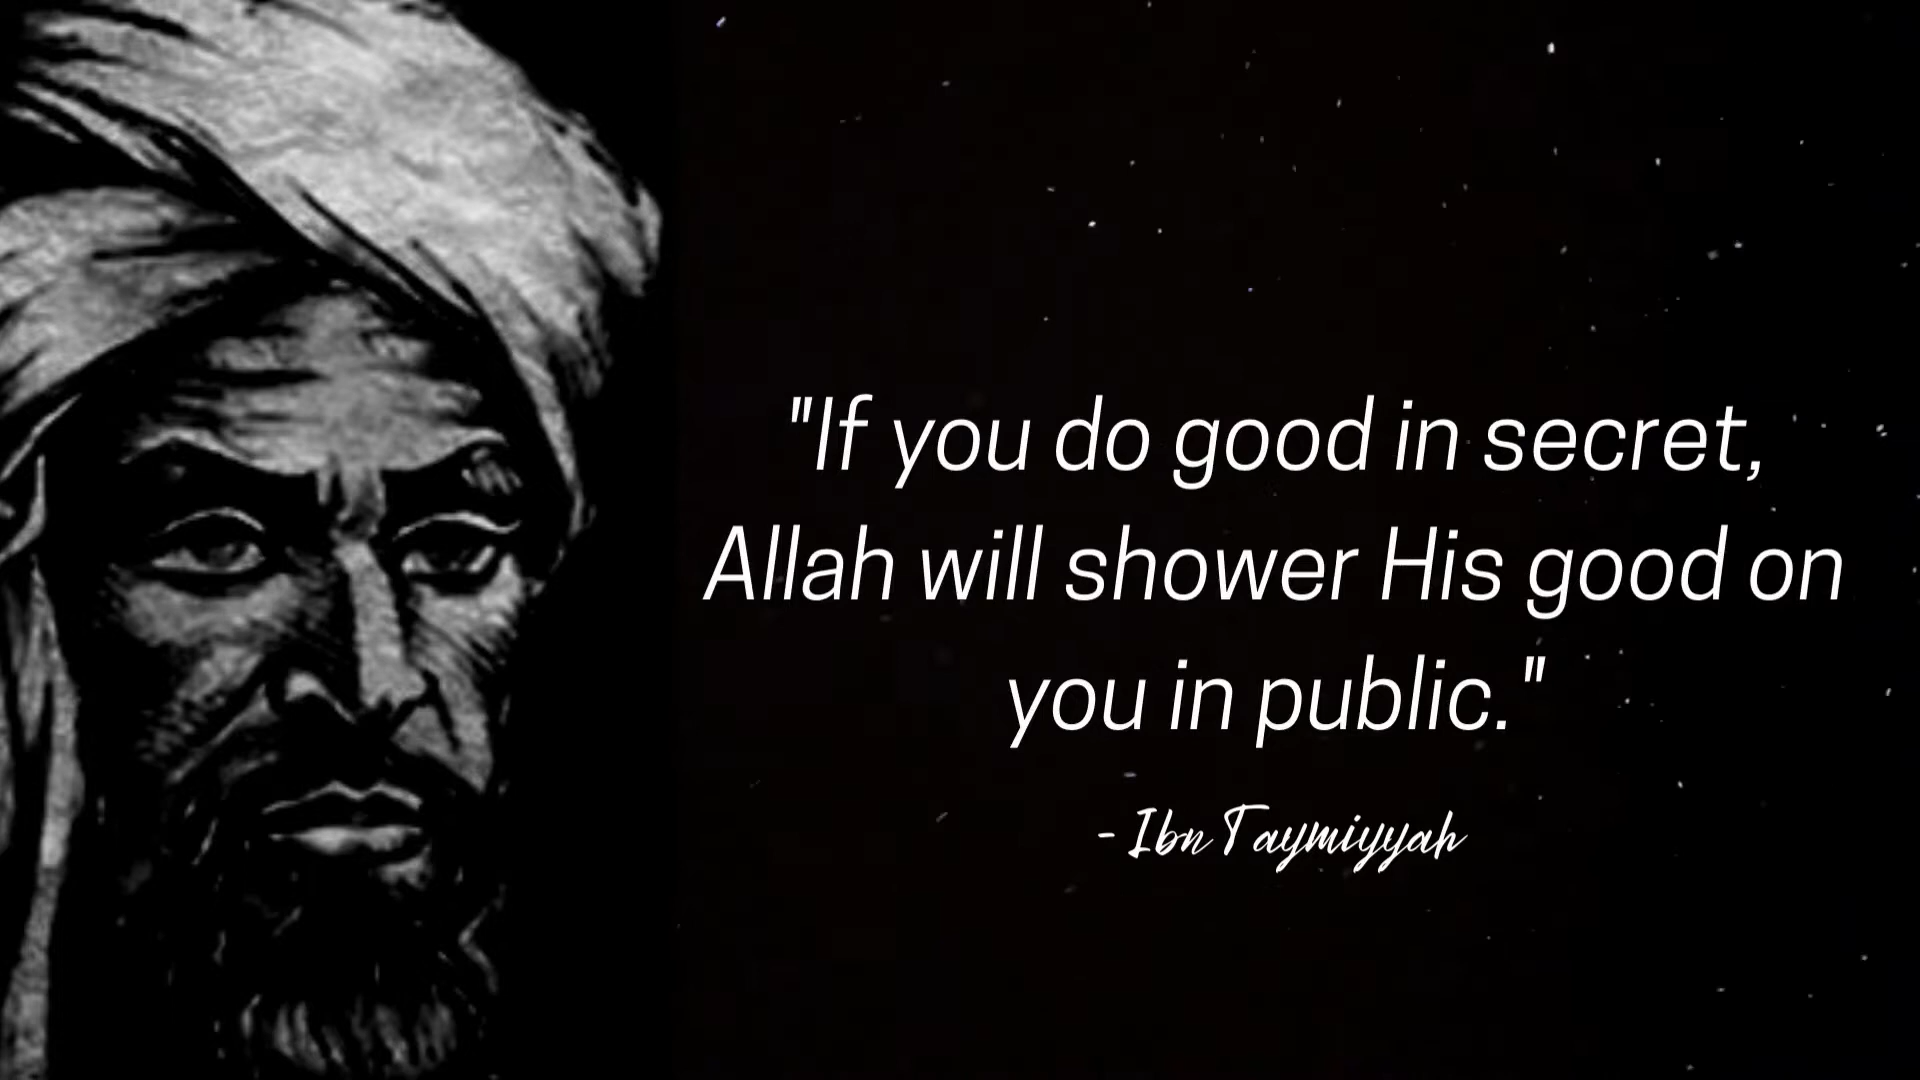 "If you do good in secret,
Allah will shower His good on
you in public."
- Ibn Taymiyyah